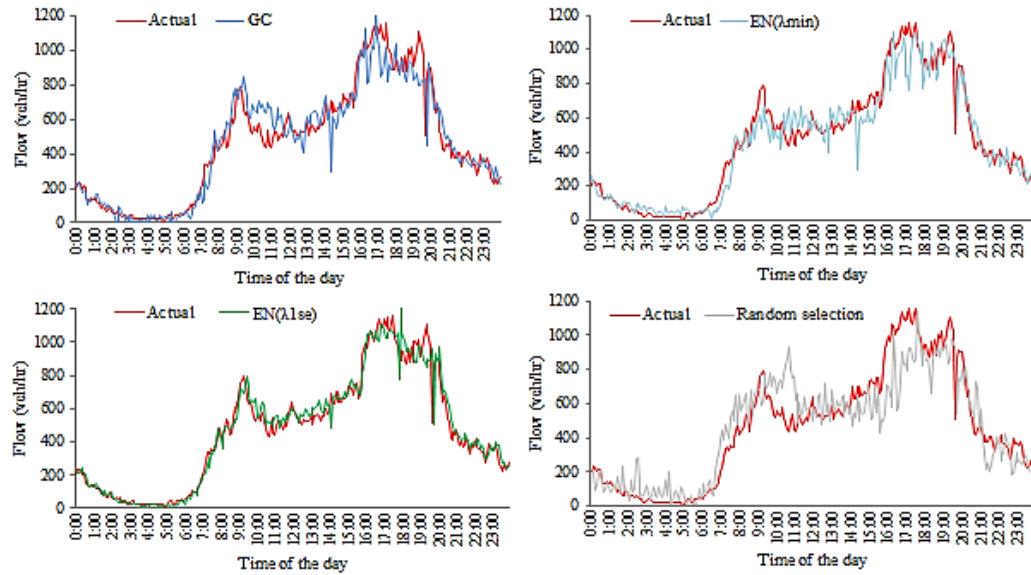 Actual GC
Flow (veh/hr)
1200
1000
800
600
400
200
0
0:00 1:00 2:00 3:00 4:00 5:00 6:00 7:00 8:00 9:00 10:00 11:00 12:00 13:00 14:00 15:00 16:00 17:00 18:00 19:00 20:00 21:00 22:00 23:00
Time of the day
Actual EN(λmin)
Flow (veh/hr)
1200
1000
800
600
400
200
0
0:00 1:00 2:00 3:00 4:00 5:00 6:00 7:00 8:00 9:00 10:00 11:00 12:00 13:00 14:00 15:00 16:00 17:00 18:00 19:00 20:00 21:00 22:00 23:00
Time of the day
Actual EN(λ1se)
Flow (veh/hr)
1200
1000
800
600
400
200
0
0:00 1:00 2:00 3:00 4:00 5:00 6:00 7:00 8:00 9:00 10:00 11:00 12:00 13:00 14:00 15:00 16:00 17:00 18:00 19:00 20:00 21:00 22:00 23:00
Time of the day
Actual Random selection
Flow (veh/hr)
1200
1000
800
600
400
200
0
0:00 1:00 2:00 3:00 4:00 5:00 6:00 7:00 8:00 9:00 10:00 11:00 12:00 13:00 14:00 15:00 16:00 17:00 18:00 19:00 20:00 21:00 22:00 23:00
Time of the day